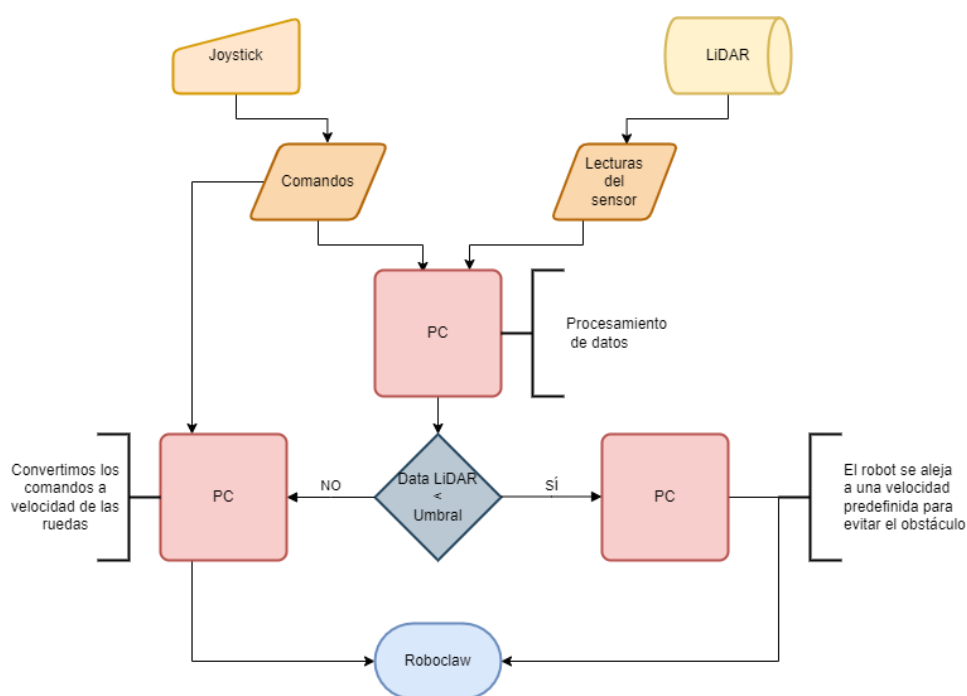 Joystick
LiDAR
Comandos
Lecturas
del
sensor
PC
Procesamiento
de datos
Convertimos los
comandos a
velocidad de las
ruedas
PC
NO
Data LiDAR
<
Umbral
SÍ
PC
El robot se aleja
a una velocidad
predefinida para
evitar el obstáculo
Roboclaw